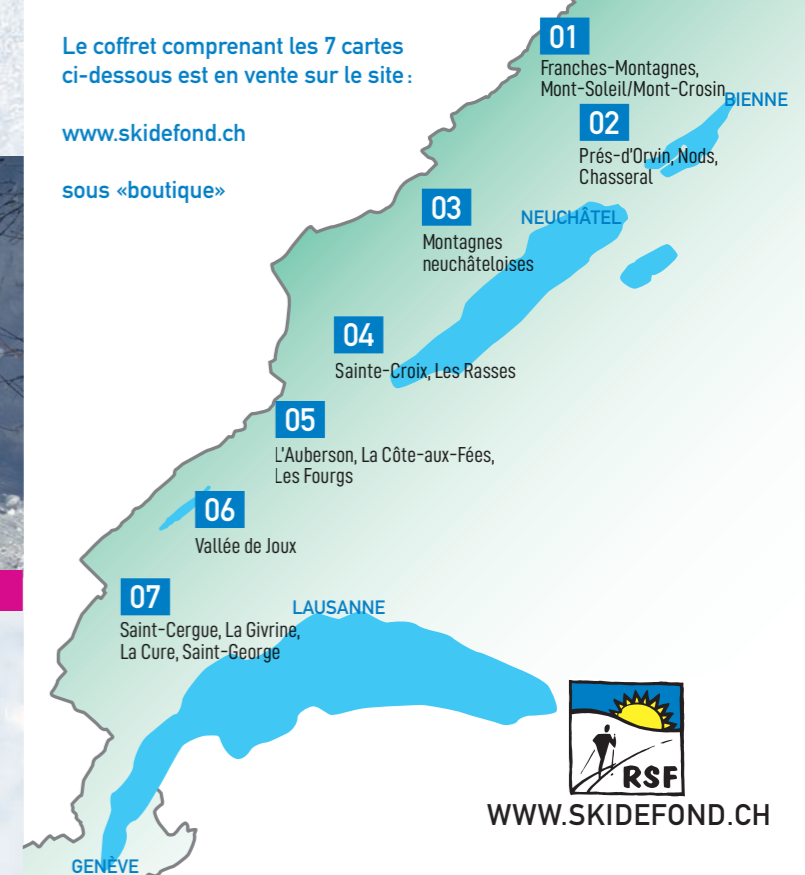 Le coffret comprenant les 7 cartes
ci-dessous est en vente sur le site :
www.skidefond.ch
sous «boutique»
01
Franches-Montagnes,
Mont-Soleil/Mont-Crosin
BIENNE
02
Prés-d'Orvin, Nods,
Chasseral
03
Montagnes
neuchâteloises
NEUCHÂTEL
04
Sainte-Croix, Les Rasses
05
L'Auberson, La Côte-aux-Fées,
Les Fourgs
06
Vallée de Joux
07
Saint-Cergue, La Givrine,
La Cure, Saint-George
LAUSANNE
GENÈVE
RSF
WWW.SKIDEFOND.CH